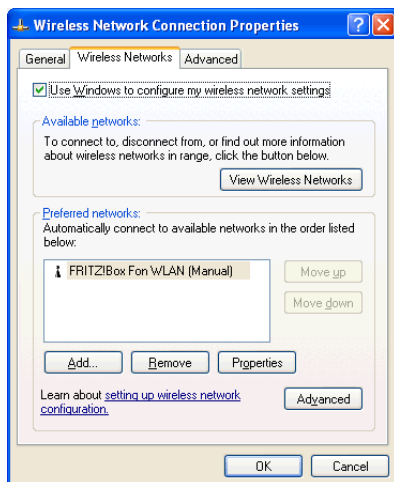 Wireless Network Connection Properties
General Wireless Networks Advanced
Use Windows to configure my wireless network settings
Available networks:
To connect to, disconnect from, or find out more information
about wireless networks in range, click the button below.
View Wireless Networks
Preferred networks:
Automatically connect to available networks in the order listed
below:
FRITZ!Box Fon WLAN (Manual)
Move up
Move down
Add... Remove Properties
Learn about setting up wireless network
configuration.
Advanced
OK Cancel